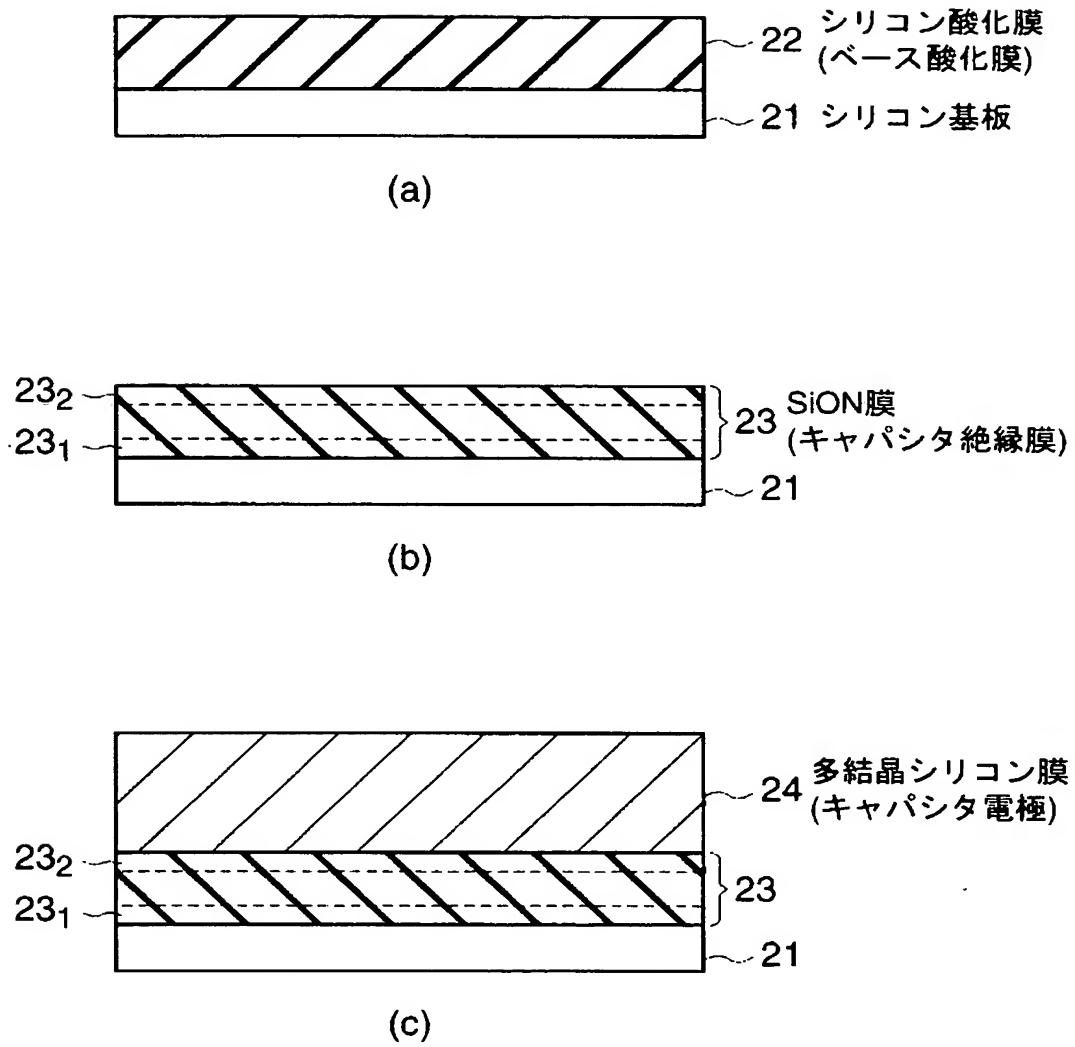 22 シリコン酸化膜
(ベース酸化膜)
21 シリコン基板
(a)
23₂
23₁
23 SiON膜
(キャパシタ絶縁膜)
21
(b)
24 多結晶シリコン膜
(キャパシタ電極)
23₂
23₁
23
21
(c)